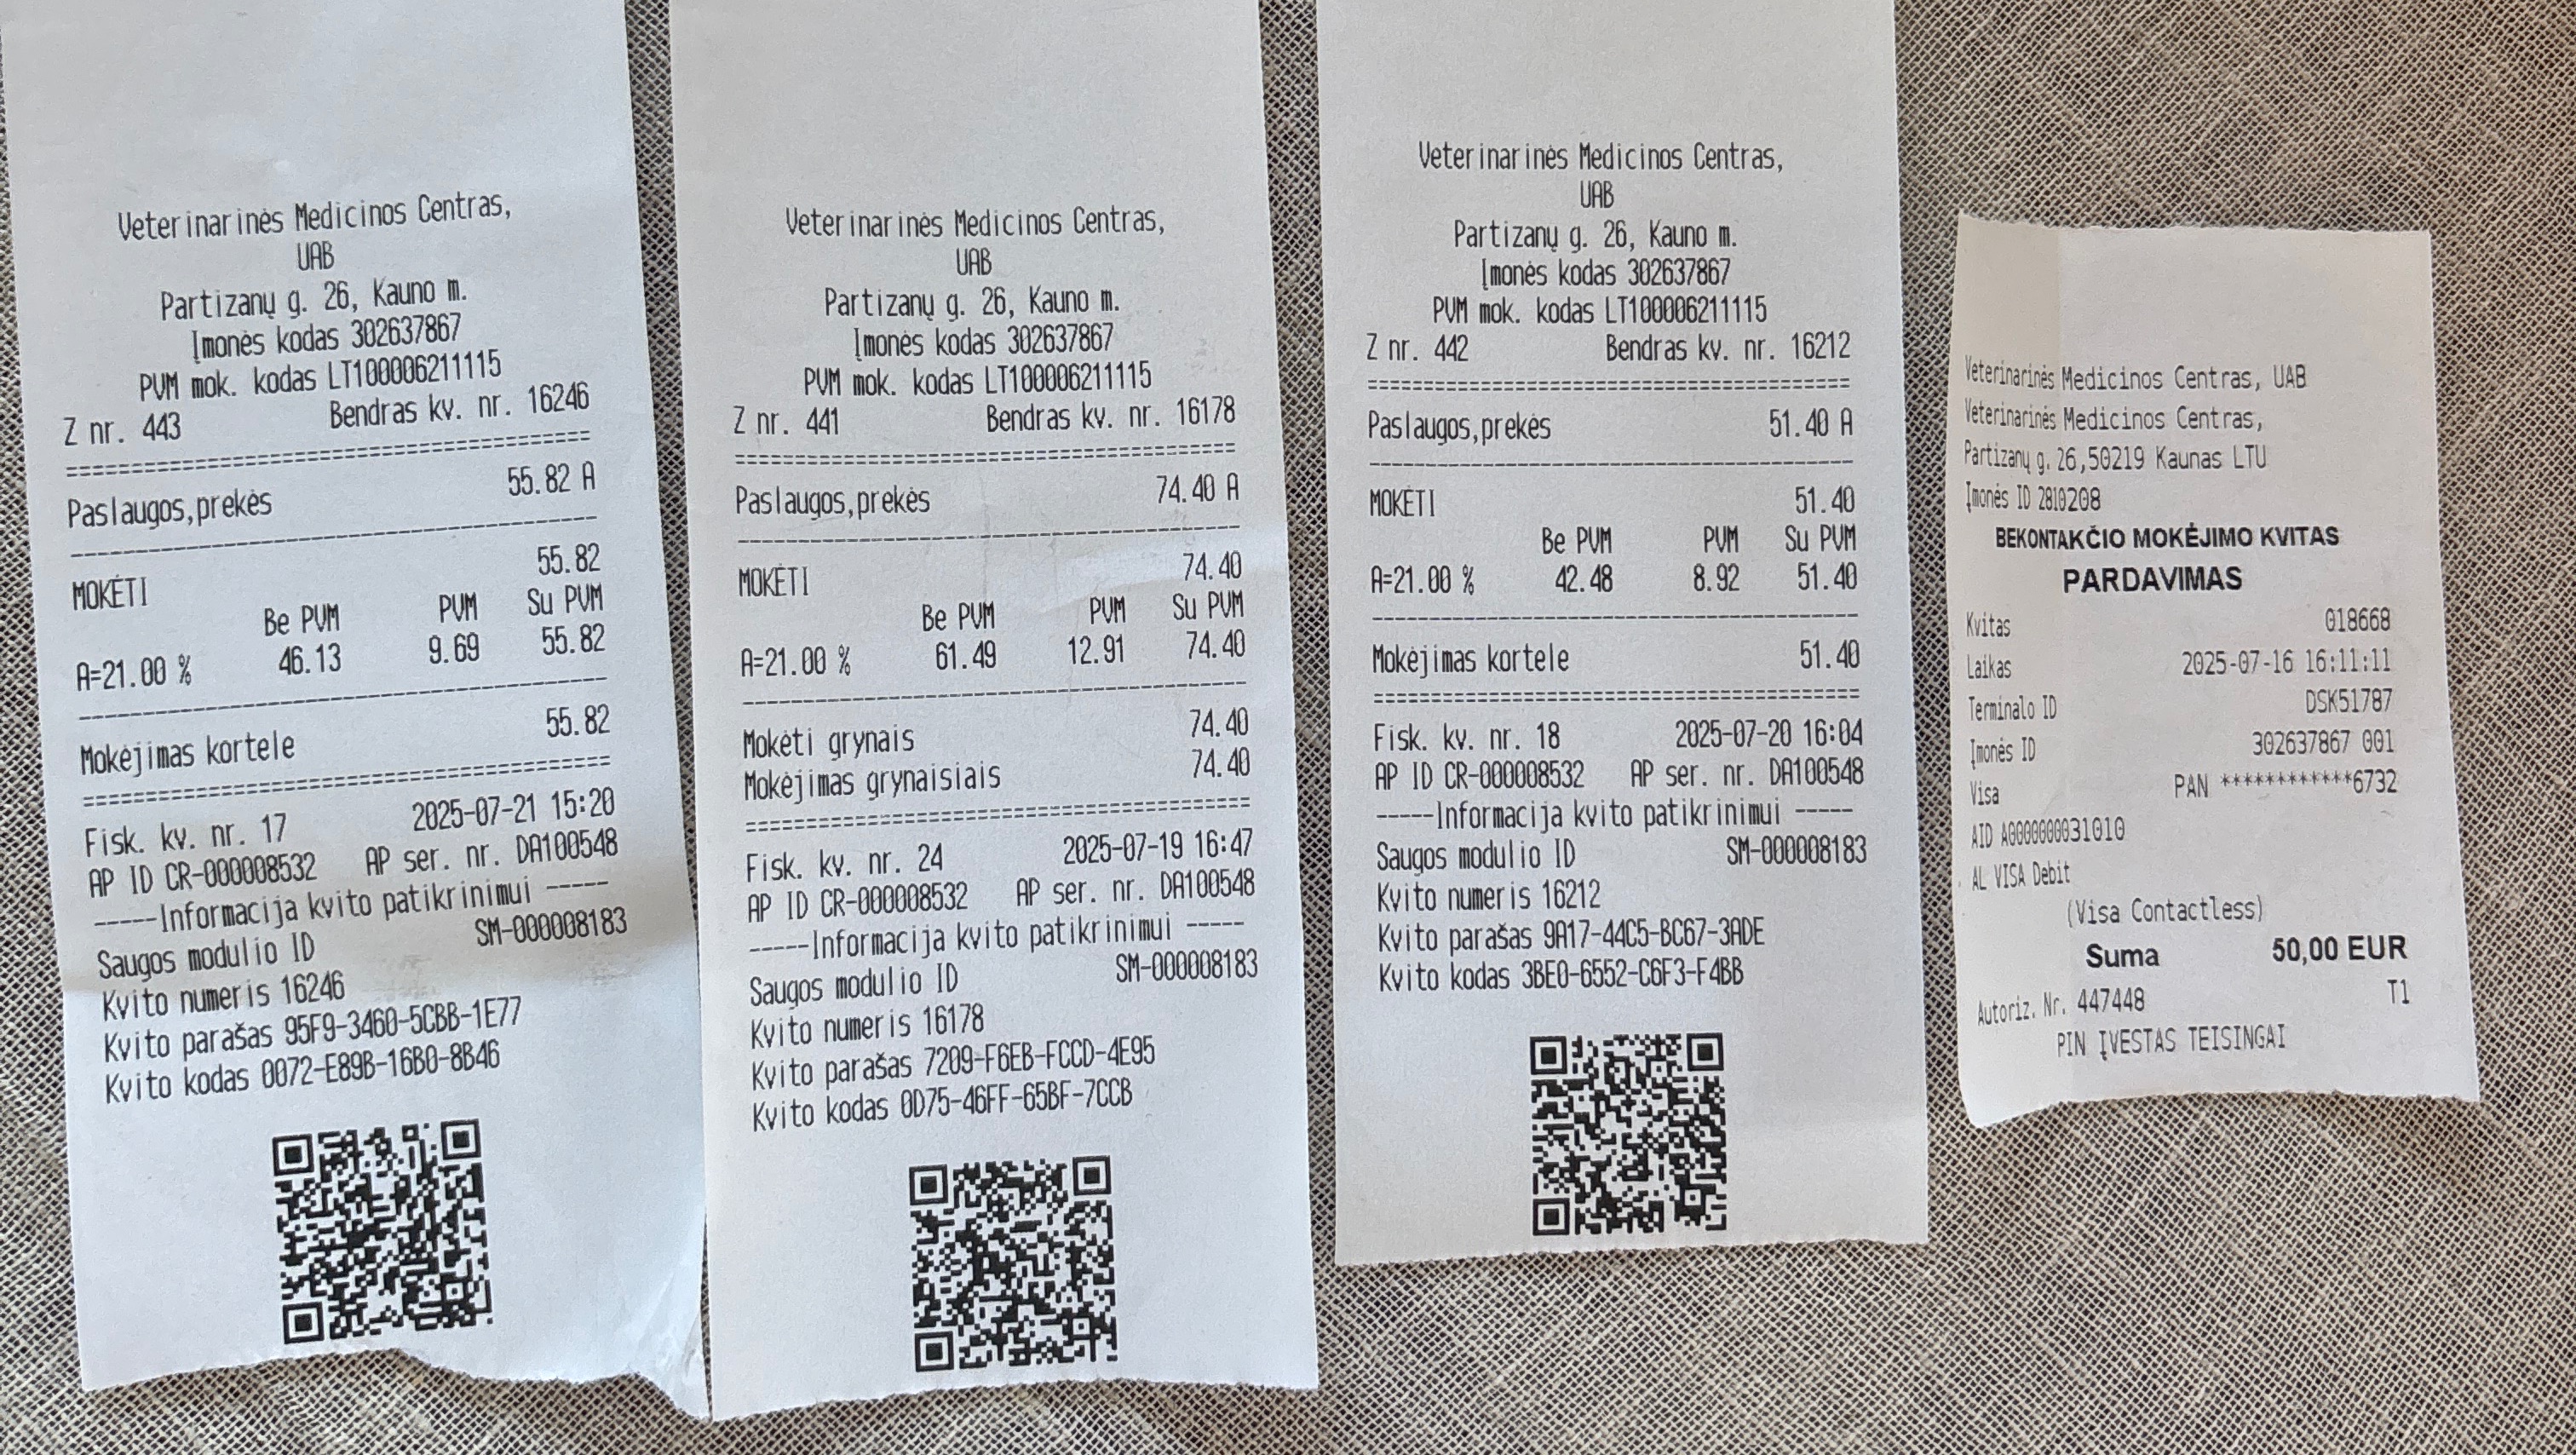 Veterinarinės Medicinos Centras,
UAB
Partizanų g. 26, Kauno m.
Įmonės kodas 302637867
PVM mok. kodas LT100006211115
Z nr. 443 Bendras kv. nr. 16246
========================================
Paslaugos,prekės 55.82 A
----------------------------------------
MOKĖTI 55.82
Be PVM PVM Su PVM
A=21.00 % 46.13 9.69 55.82
----------------------------------------
Mokėjimas kortele 55.82
========================================
Fisk. kv. nr. 17 2025-07-21 15:20
AP ID CR-000008532 AP ser. nr. DA100548
-----Informacija kvito patikrinimui -----
Saugos modulio ID SM-000008183
Kvito numeris 16246
Kvito parašas 95F9-3460-5CBB-1E77
Kvito kodas 0072-E89B-16B0-8B46
Veterinarinės Medicinos Centras,
UAB
Partizanų g. 26, Kauno m.
Įmonės kodas 302637867
PVM mok. kodas LT100006211115
Z nr. 441 Bendras kv. nr. 16178
========================================
Paslaugos,prekės 74.40 A
----------------------------------------
MOKĖTI 74.40
Be PVM PVM Su PVM
A=21.00 % 61.49 12.91 74.40
----------------------------------------
Mokėti grynais 74.40
Mokėjimas grynaisiais 74.40
========================================
Fisk. kv. nr. 24 2025-07-19 16:47
AP ID CR-000008532 AP ser. nr. DA100548
-----Informacija kvito patikrinimui -----
Saugos modulio ID SM-000008183
Kvito numeris 16178
Kvito parašas 7209-F6EB-FCCD-4E95
Kvito kodas 0D75-46FF-65BF-7CCB
Veterinarinės Medicinos Centras,
UAB
Partizanų g. 26, Kauno m.
Įmonės kodas 302637867
PVM mok. kodas LT100006211115
Z nr. 442 Bendras kv. nr. 16212
========================================
Paslaugos,prekės 51.40 A
----------------------------------------
MOKĖTI 51.40
Be PVM PVM Su PVM
A=21.00 % 42.48 8.92 51.40
----------------------------------------
Mokėjimas kortele 51.40
========================================
Fisk. kv. nr. 18 2025-07-20 16:04
AP ID CR-000008532 AP ser. nr. DA100548
-----Informacija kvito patikrinimui -----
Saugos modulio ID SM-000008183
Kvito numeris 16212
Kvito parašas 9A17-44C5-BC67-3ADE
Kvito kodas 3BE0-6552-C6F3-F4BB
Veterinarinės Medicinos Centras, UAB
Veterinarinės Medicinos Centras,
Partizanų g. 26,50219 Kaunas LTU
Įmonės ID 2810208
BEKONTAKČIO MOKĖJIMO KVITAS
PARDAVIMAS
Kvitas 018668
Laikas 2025-07-16 16:11:11
Terminalo ID DSK51787
Įmonės ID 302637867 001
Visa PAN ************6732
AID A0000000031010
AL VISA Debit
(Visa Contactless)
Suma 50,00 EUR
Autoriz. Nr. 447448 T1
PIN ĮVESTAS TEISINGAI